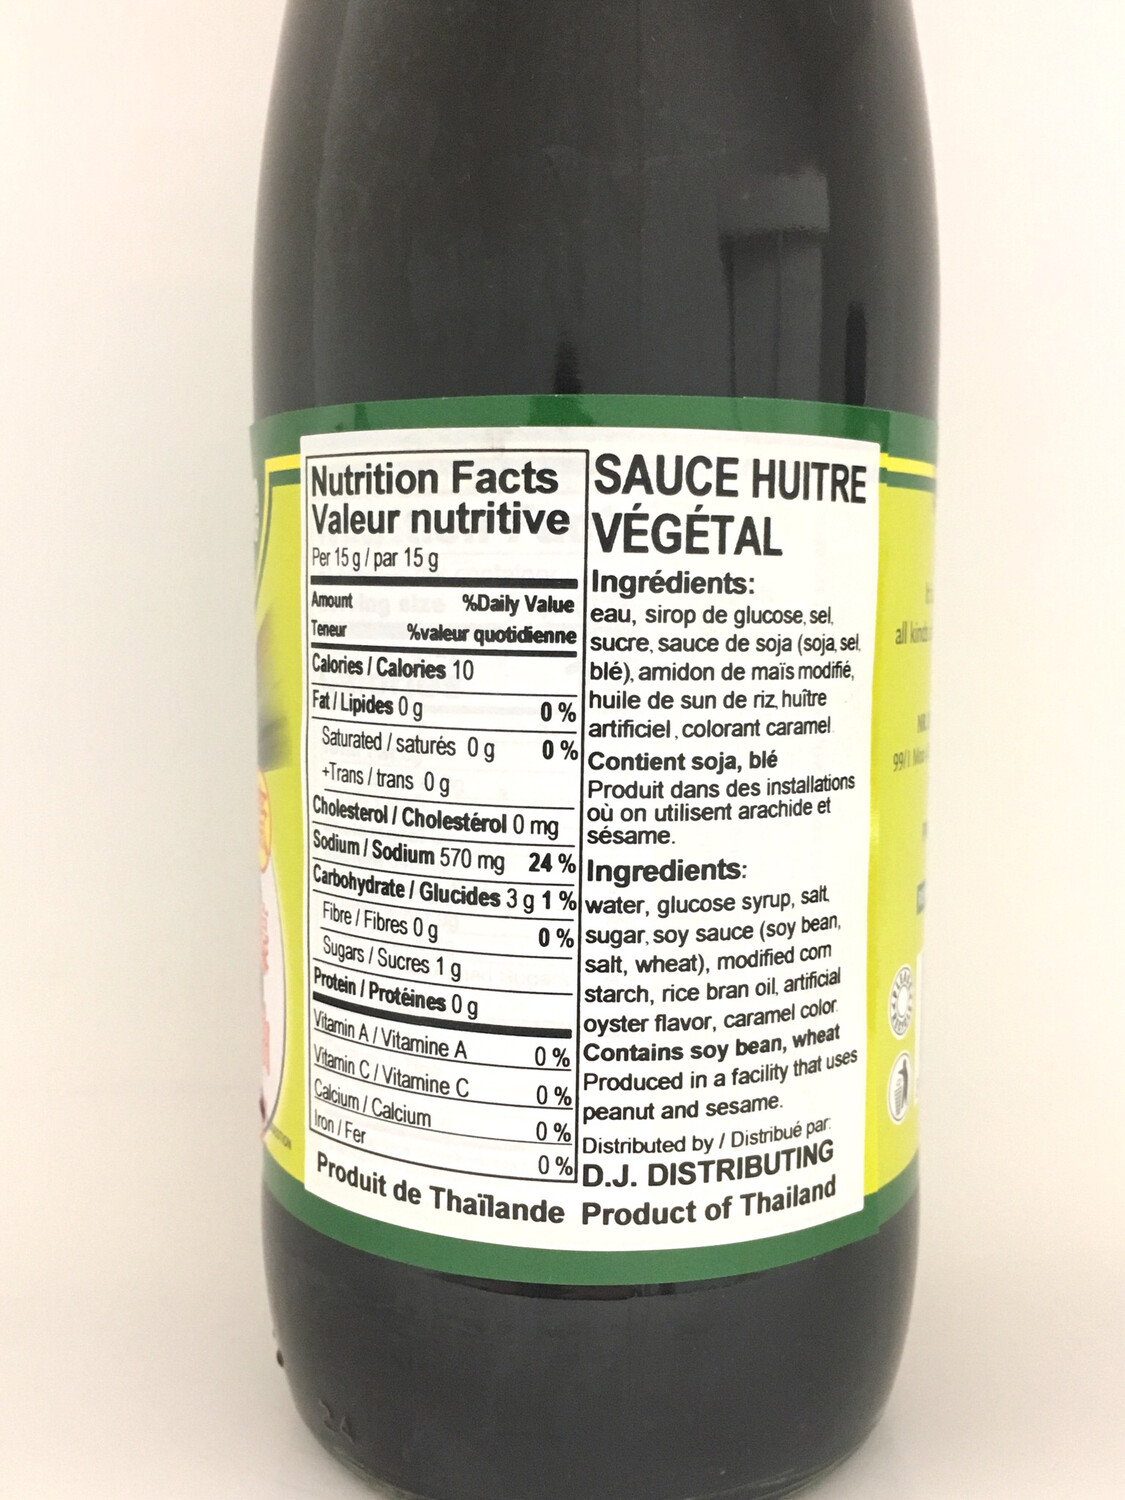 Nutrition Facts
Valeur nutritive
Per 15 g / par 15 g
Amount %Daily Value
Teneur %valeur quotidienne
Calories / Calories 10
Fat / Lipides 0 g 0 %
Saturated / saturés 0 g 0 %
+Trans / trans 0 g
Cholesterol / Cholestérol 0 mg
Sodium / Sodium 570 mg 24 %
Carbohydrate / Glucides 3 g 1 %
Fibre / Fibres 0 g 0 %
Sugars / Sucres 1 g
Protein / Protéines 0 g
Vitamin A / Vitamine A 0 %
Vitamin C / Vitamine C 0 %
Calcium / Calcium 0 %
Iron / Fer 0 %
Produit de Thaïlande
SAUCE HUITRE
VÉGÉTAL
Ingrédients:
eau, sirop de glucose, sel,
sucre, sauce de soja (soja, sel,
blé), amidon de maïs modifié,
huile de sun de riz, huître
artificiel, colorant caramel
Contient soja, blé
Produit dans des installations
où on utilisent arachide et
sésame.
Ingredients:
water, glucose syrup, salt,
sugar, soy sauce (soy bean,
salt, wheat), modified corn
starch, rice bran oil, artificial
oyster flavor, caramel color.
Contains soy bean, wheat
Produced in a facility that uses
peanut and sesame.
Distributed by / Distribué par:
D.J. DISTRIBUTING
Product of Thailand
all kinds
99/1
24